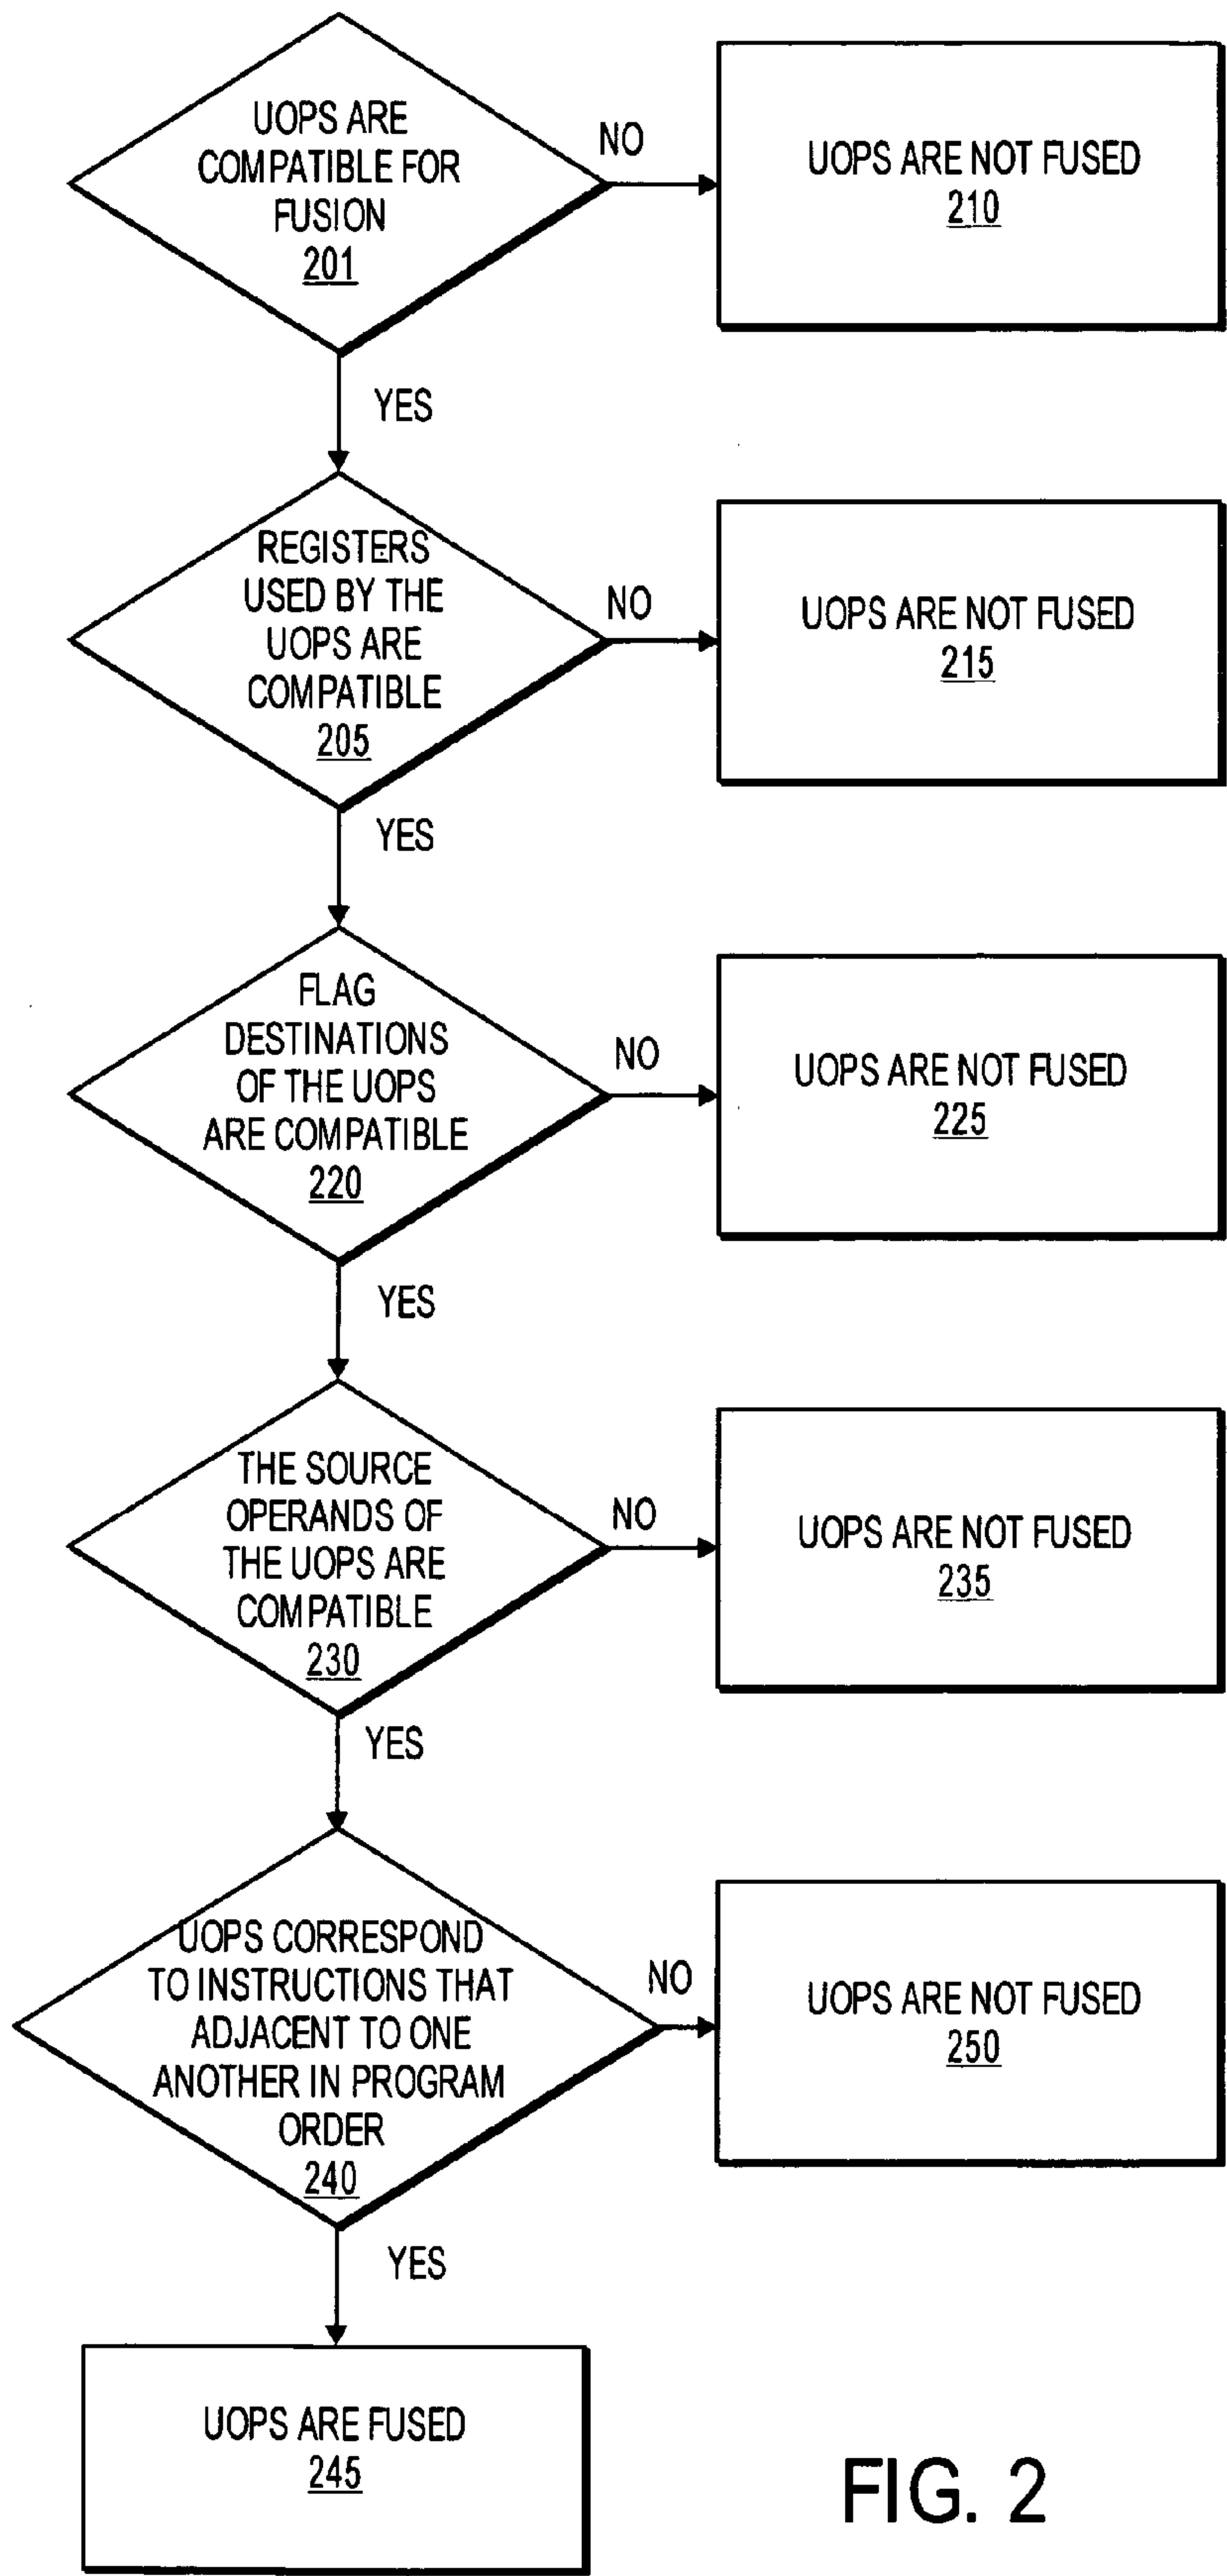 UOPS ARE
COMPATIBLE FOR
FUSION
201
NO
UOPS ARE NOT FUSED
210
YES
REGISTERS
USED BY THE
UOPS ARE
COMPATIBLE
205
NO
UOPS ARE NOT FUSED
215
YES
FLAG
DESTINATIONS
OF THE UOPS
ARE COMPATIBLE
220
NO
UOPS ARE NOT FUSED
225
YES
THE SOURCE
OPERANDS OF
THE UOPS ARE
COMPATIBLE
230
NO
UOPS ARE NOT FUSED
235
YES
UOPS CORRESPOND
TO INSTRUCTIONS THAT
ADJACENT TO ONE
ANOTHER IN PROGRAM
ORDER
240
NO
UOPS ARE NOT FUSED
250
YES
UOPS ARE FUSED
245
FIG. 2